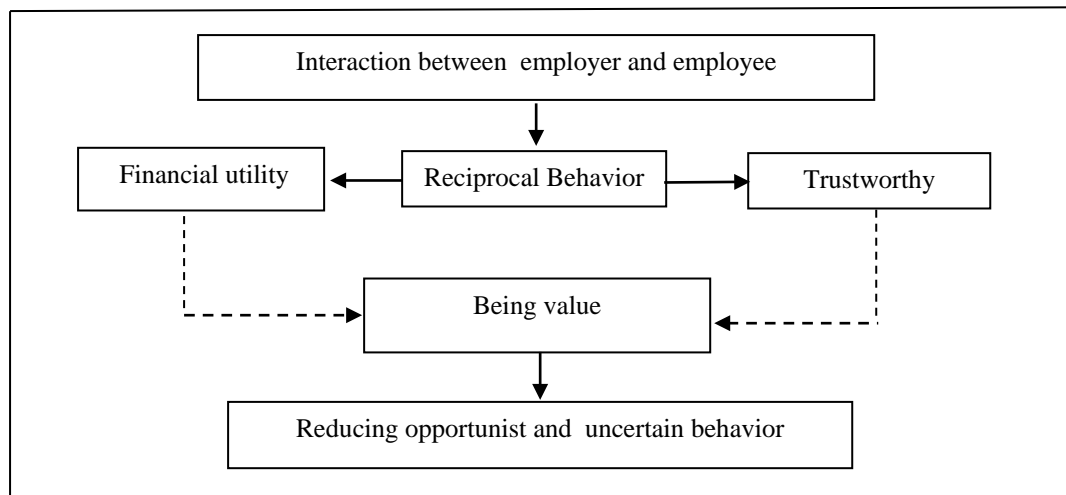 Interaction between employer and employee
Financial utility
Reciprocal Behavior
Trustworthy
Being value
Reducing opportunist and uncertain behavior